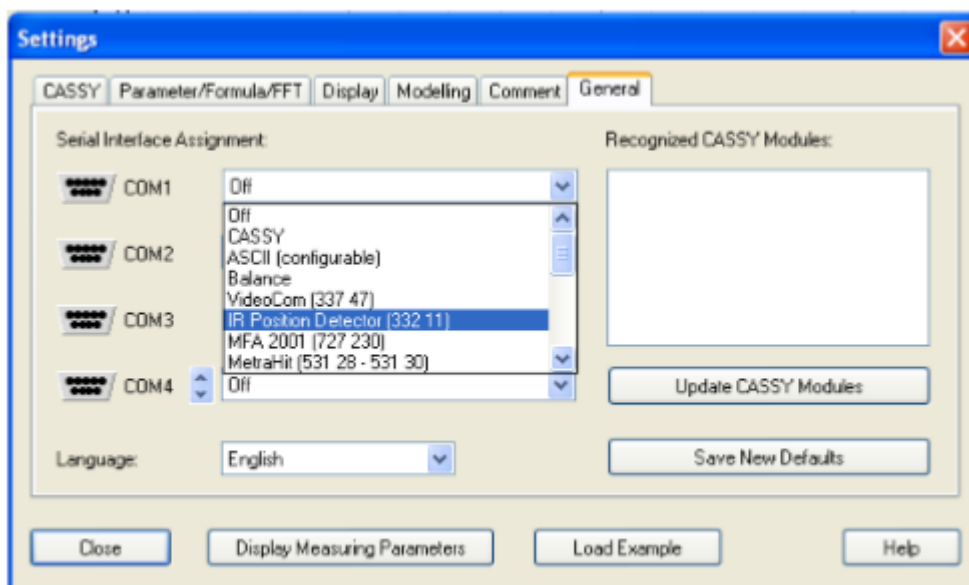 Settings
CASSY Parameter/Formula/FFT Display Modelling Comment General
Serial Interface Assignment: Recognized CASSY Modules:
COM1 Off
Off
CASSY
COM2
ASCII (configurable)
Balance
VideoCom (337 47)
COM3 IR Position Detector (332 11)
MFA 2001 (727 230)
MetraHit (531 28 - 531 30)
COM4 Off Update CASSY Modules
Language: English Save New Defaults
Close Display Measuring Parameters Load Example Help